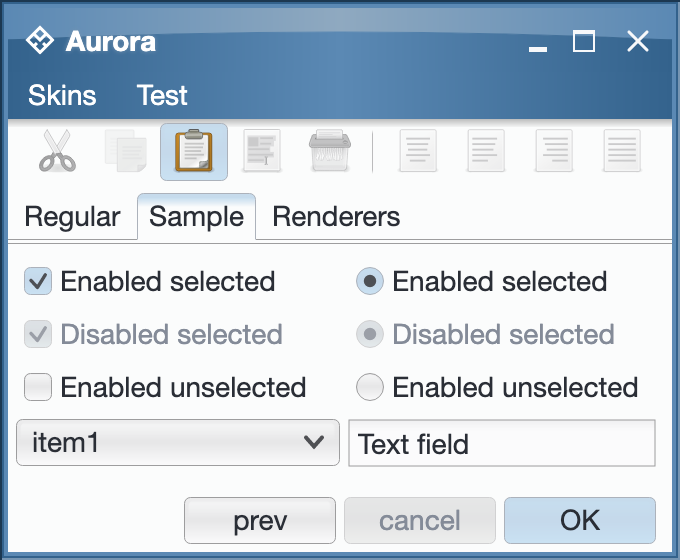 Aurora
Skins Test
Regular Sample Renderers
Enabled selected Enabled selected
Disabled selected Disabled selected
Enabled unselected Enabled unselected
item1 Text field
prev cancel OK